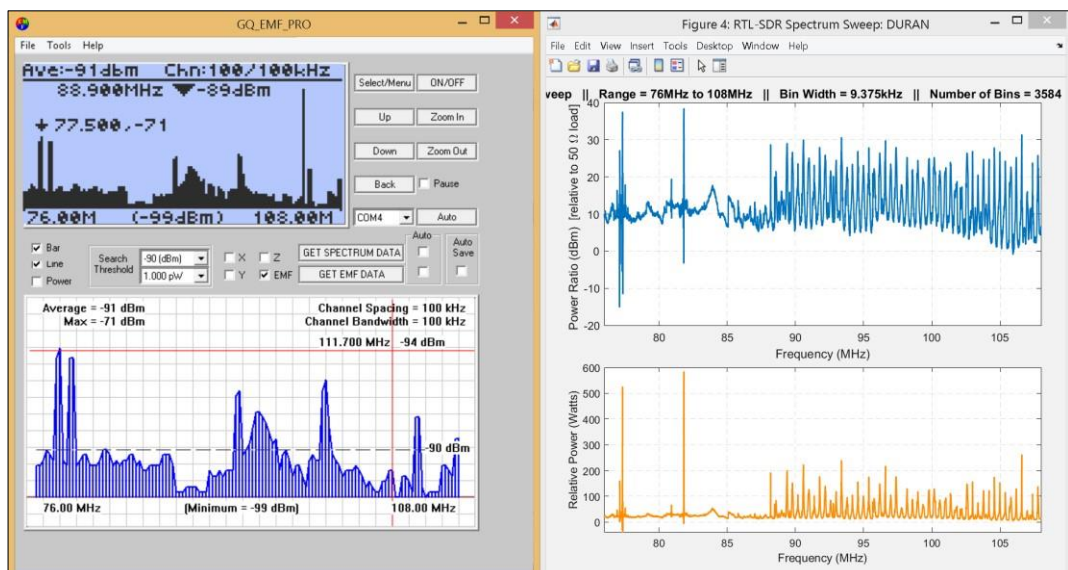 GQ_EMF_PRO
File Tools Help
Ave:-91dbm Chn:100/100kHz
88.900MHz -89dBm
77.500,-71
76.00M (-99dBm) 108.00M
Select/Menu ON/OFF
Up Zoom In
Down Zoom Out
Back Pause
COM4 Auto
Bar
Line
Power
Search Threshold
-90 (dBm)
1.000 pW
X Z
Y EMF
GET SPECTRUM DATA
GET EMF DATA
Auto
Auto Save
Average = -91 dBm
Max = -71 dBm
Channel Spacing = 100 kHz
Channel Bandwidth = 100 kHz
111.700 MHz -94 dBm
-90 dBm
76.00 MHz (Minimum = -99 dBm) 108.00 MHz
Figure 4: RTL-SDR Spectrum Sweep: DURAN
File Edit View Insert Tools Desktop Window Help
weep || Range = 76MHz to 108MHz || Bin Width = 9.375kHz || Number of Bins = 3584
Power Ratio (dBm) [relative to 50 Ω load]
40
30
20
10
0
-10
-20
80 85 90 95 100 105
Frequency (MHz)
Relative Power (Watts)
600
500
400
300
200
100
0
80 85 90 95 100 105
Frequency (MHz)